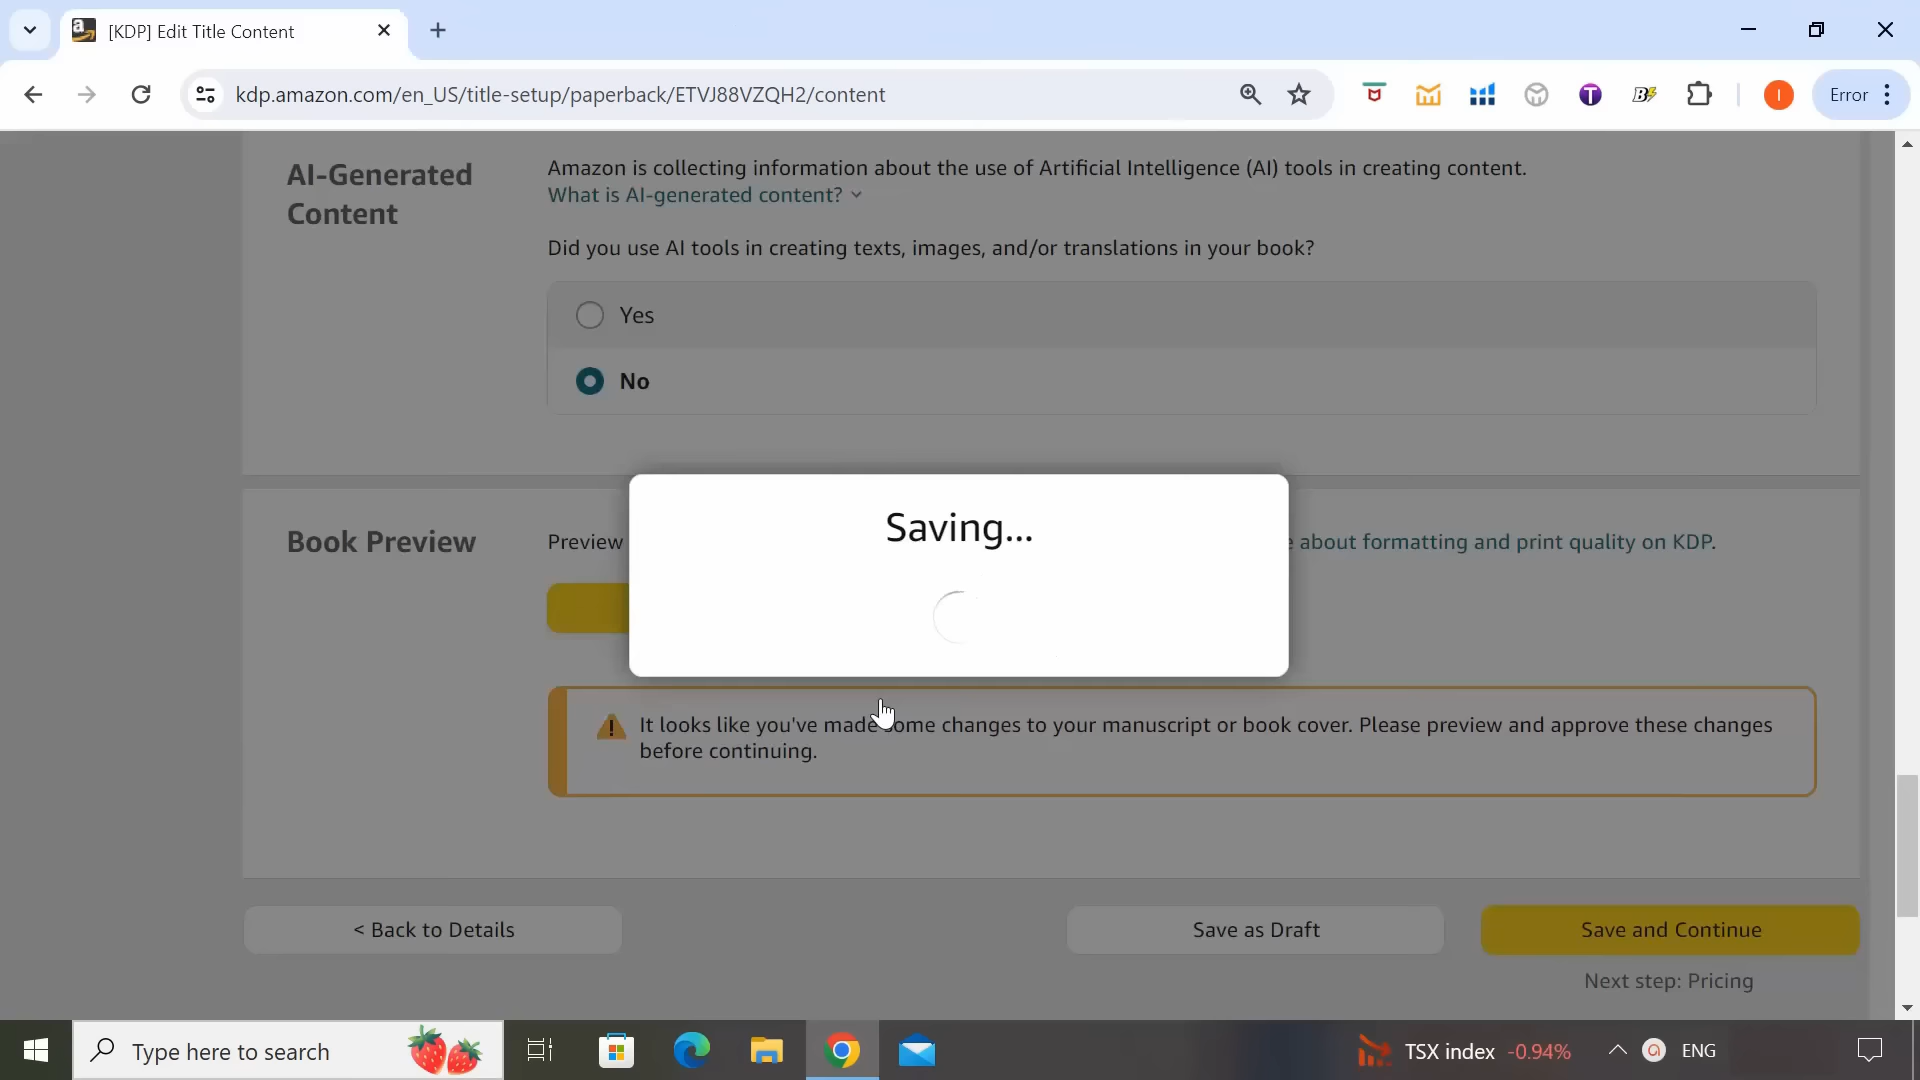 [KDP] Edit Title Content
kdp.amazon.com/en_US/title-setup/paperback/ETVJ88VZQH2/content
Error
AI-Generated
Content
Amazon is collecting information about the use of Artificial Intelligence (AI) tools in creating content.
What is AI-generated content?
Did you use AI tools in creating texts, images, and/or translations in your book?
Yes
No
Saving...
Book Preview
Preview
about formatting and print quality on KDP.
It looks like you've made some changes to your manuscript or book cover. Please preview and approve these changes
before continuing.
< Back to Details
Save as Draft
Save and Continue
Next step: Pricing
Type here to search
TSX index -0.94%
ENG